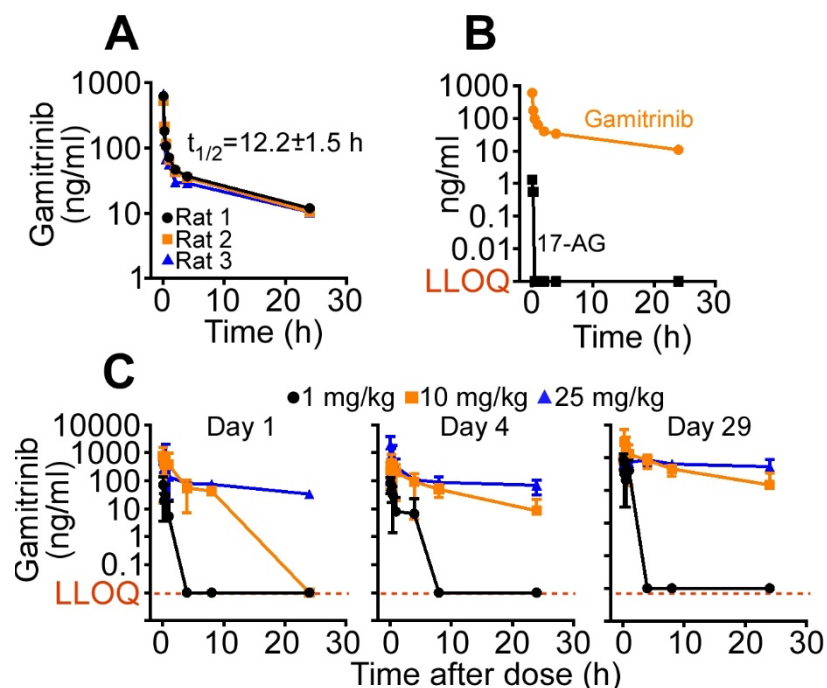 A
Gamitrinib
(ng/ml)
1000
100
10
1
t1/2=12.2±1.5 h
Rat 1
Rat 2
Rat 3
0 10 20 30
Time (h)
B
ng/ml
1000
100
10
1
0.1
0.01
LLOQ
Gamitrinib
17-AG
0 10 20 30
Time (h)
C
1 mg/kg 10 mg/kg 25 mg/kg
Gamitrinib
(ng/ml)
10000
1000
100
10
1
0.1
LLOQ
Day 1 Day 4 Day 29
0 10 20 30 0 10 20 30 0 10 20 30
Time after dose (h)